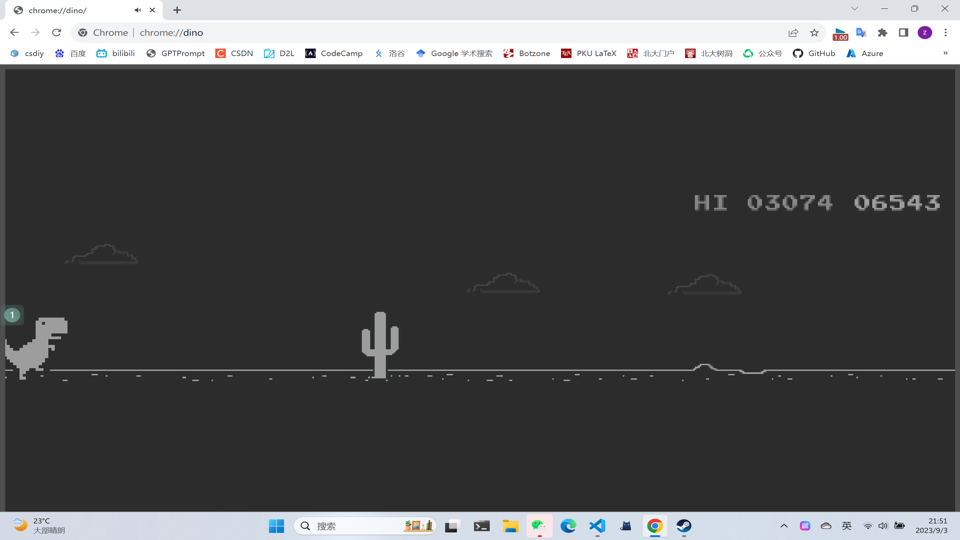 chrome://dino/
Chrome | chrome://dino
1.00
z
csdiy 百度 bilibili GPTPrompt CSDN D2L CodeCamp 洛谷 Google 学术搜索 Botzone PKU LaTeX 北大门户 北大树洞 公众号 GitHub Azure »
HI 03074 06543
1
23°C
大部晴朗
搜索
英
21:51
2023/9/3